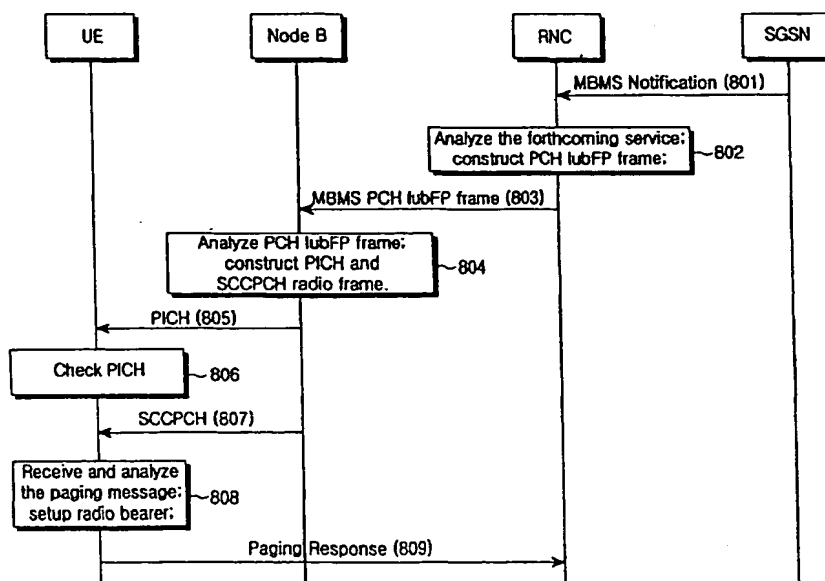 UE
Node B
RNC
SGSN
MBMS Notification (801)
Analyze the forthcoming service;
construct PCH IubFP frame;
802
MBMS PCH IubFP frame (803)
Analyze PCH IubFP frame;
construct PICH and
SCCPCH radio frame.
804
PICH (805)
Check PICH
806
SCCPCH (807)
Receive and analyze
the paging message;
setup radio bearer;
808
Paging Response (809)